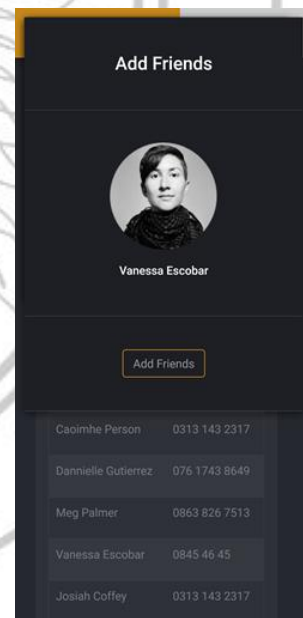 Add Friends
Vanessa Escobar
Add Friends
Caoimhe Person 0313 143 2317
Dannielle Gutierrez 076 1743 8649
Meg Palmer 0863 826 7513
Vanessa Escobar 0845 46 45
Josiah Coffey 0313 143 2317